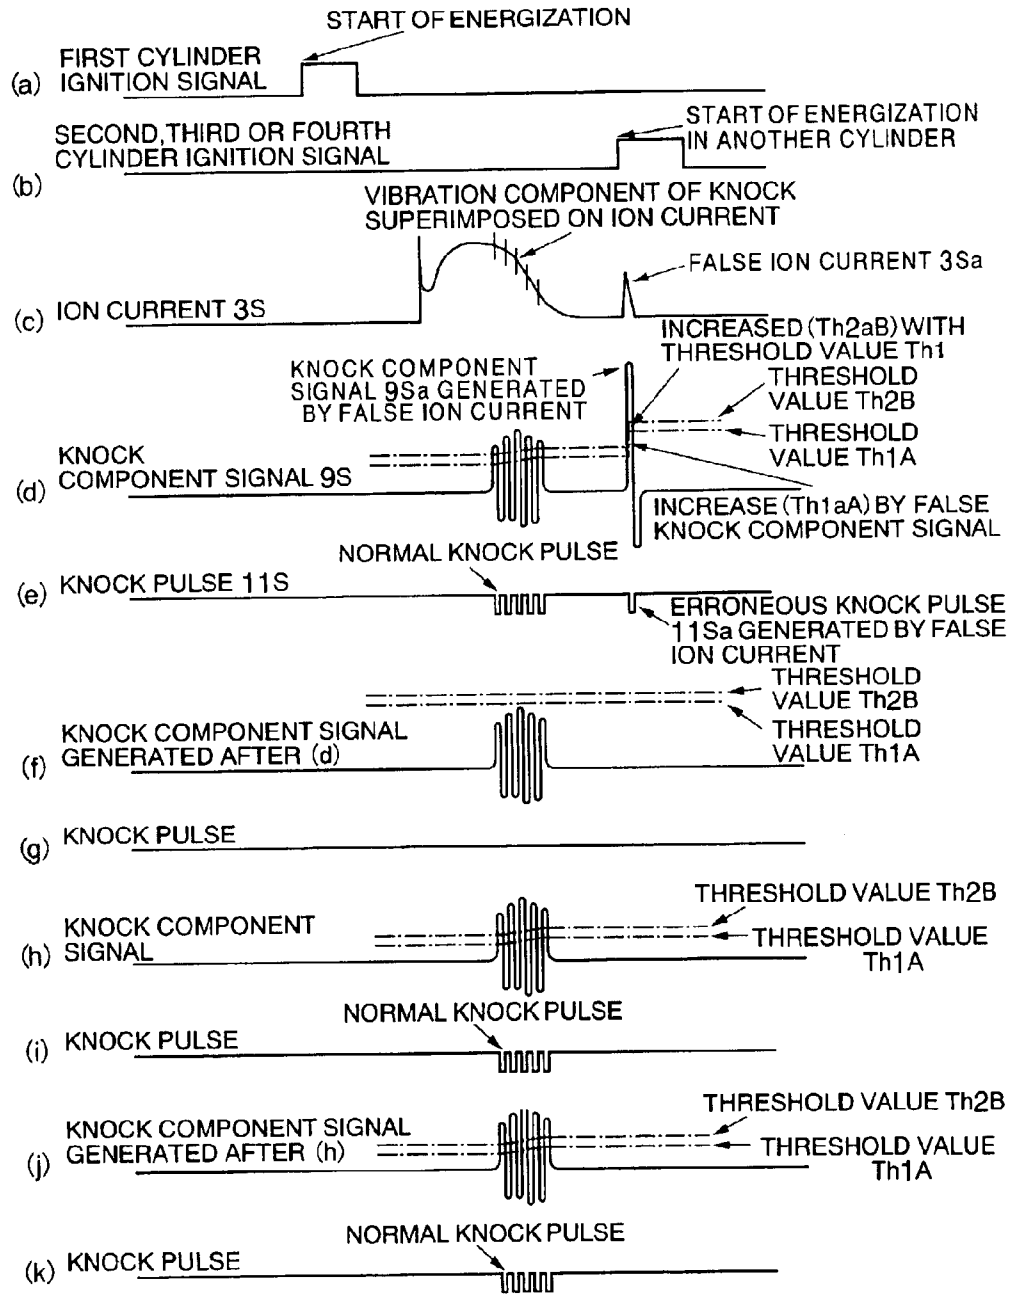 START OF ENERGIZATION
(a) FIRST CYLINDER
IGNITION SIGNAL
(b) SECOND, THIRD OR FOURTH
CYLINDER IGNITION SIGNAL
START OF ENERGIZATION
IN ANOTHER CYLINDER
VIBRATION COMPONENT OF KNOCK
SUPERIMPOSED ON ION CURRENT
FALSE ION CURRENT 3Sa
(c) ION CURRENT 3S
INCREASED (Th2aB) WITH
THRESHOLD VALUE Th1
KNOCK COMPONENT
SIGNAL 9Sa GENERATED
BY FALSE ION CURRENT
THRESHOLD
VALUE Th2B
THRESHOLD
VALUE Th1A
(d) KNOCK
COMPONENT SIGNAL 9S
INCREASE (Th1aA) BY FALSE
KNOCK COMPONENT SIGNAL
NORMAL KNOCK PULSE
(e) KNOCK PULSE 11S
ERRONEOUS KNOCK PULSE
11Sa GENERATED BY FALSE
ION CURRENT
THRESHOLD
VALUE Th2B
THRESHOLD
VALUE Th1A
(f) KNOCK COMPONENT SIGNAL
GENERATED AFTER (d)
(g) KNOCK PULSE
THRESHOLD VALUE Th2B
(h) KNOCK COMPONENT
SIGNAL
THRESHOLD VALUE
Th1A
NORMAL KNOCK PULSE
(i) KNOCK PULSE
THRESHOLD VALUE Th2B
(j) KNOCK COMPONENT SIGNAL
GENERATED AFTER (h)
THRESHOLD VALUE
Th1A
NORMAL KNOCK PULSE
(k) KNOCK PULSE